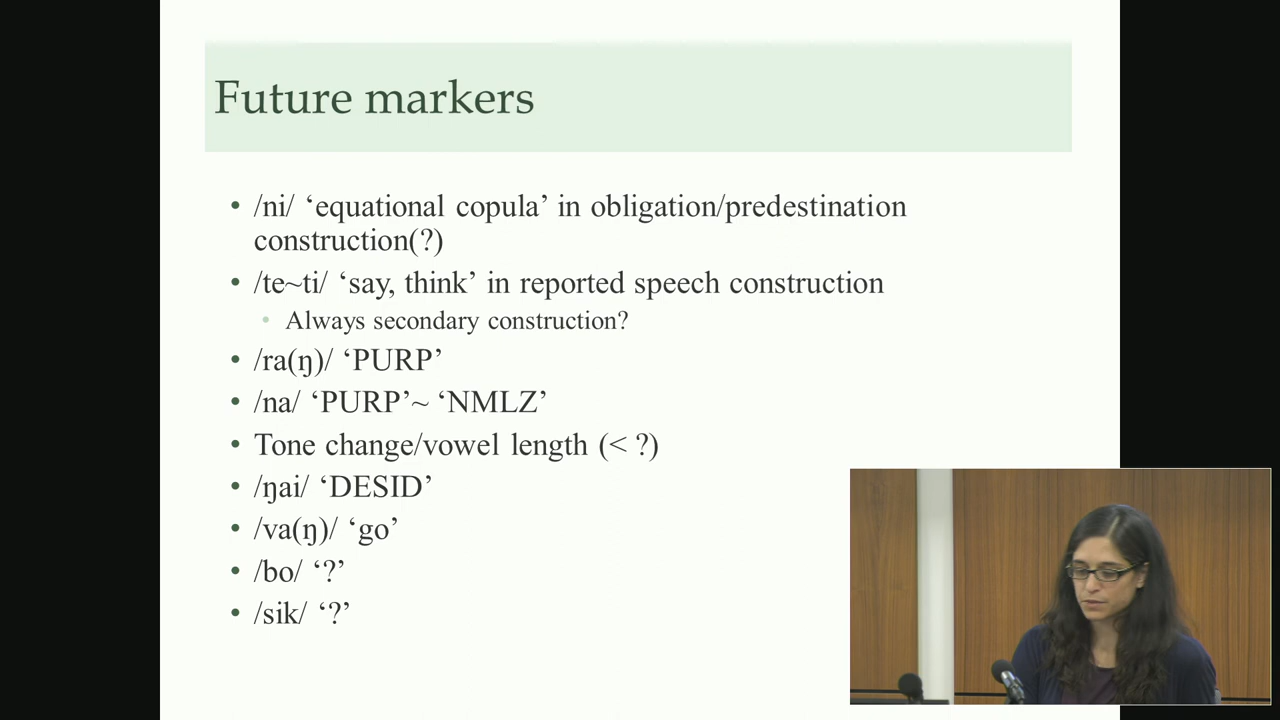 Future markers
• /ni/ ‘equational copula’ in obligation/predestination
construction(?)
• /te~ti/ ‘say, think’ in reported speech construction
• Always secondary construction?
• /ra(ŋ)/ ‘PURP’
• /na/ ‘PURP’~ ‘NMLZ’
• Tone change/vowel length (< ?)
• /ŋai/ ‘DESID’
• /va(ŋ)/ ‘go’
• /bo/ ‘?’
• /sik/ ‘?’